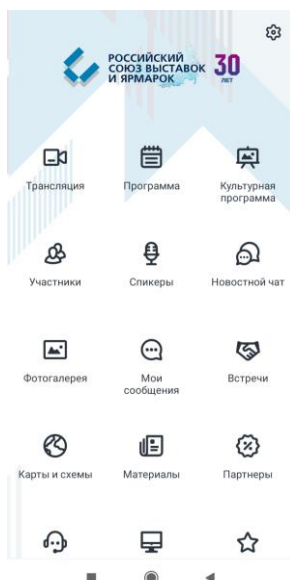 РОССИЙСКИЙ
СОЮЗ ВЫСТАВОК
И ЯРМАРОК
30
ЛЕТ
Трансляция
Программа
Культурная
программа
Участники
Спикеры
Новостной чат
Фотогалерея
Мои
сообщения
Встречи
Карты и схемы
Материалы
Партнеры